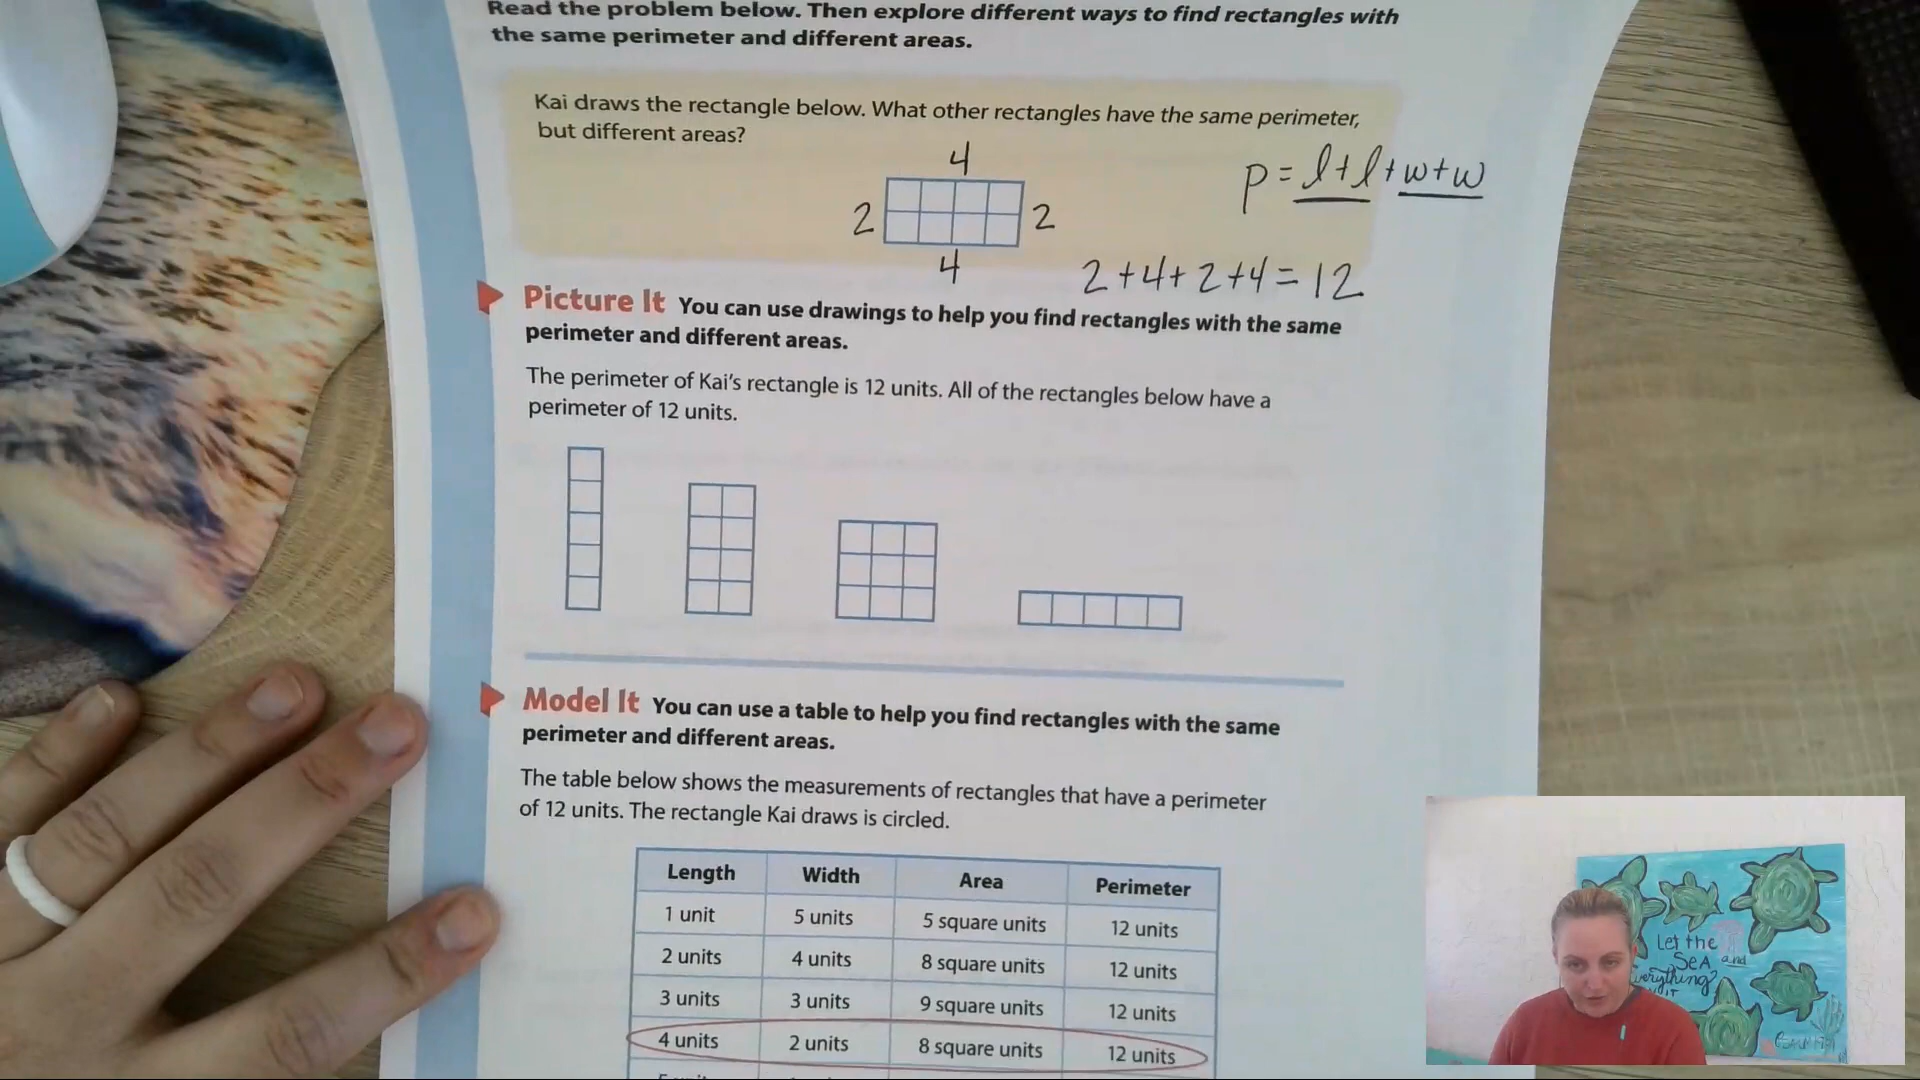 Read the problem below. Then explore different ways to find rectangles with
the same perimeter and different areas.
Kai draws the rectangle below. What other rectangles have the same perimeter,
but different areas?
4
2
2
4
p = l + l + w + w
2 + 4 + 2 + 4 = 12
Picture It You can use drawings to help you find rectangles with the same
perimeter and different areas.
The perimeter of Kai's rectangle is 12 units. All of the rectangles below have a
perimeter of 12 units.
Model It You can use a table to help you find rectangles with the same
perimeter and different areas.
The table below shows the measurements of rectangles that have a perimeter
of 12 units. The rectangle Kai draws is circled.
Length Width Area Perimeter
1 unit 5 units 5 square units 12 units
2 units 4 units 8 square units 12 units
3 units 3 units 9 square units 12 units
4 units 2 units 8 square units 12 units
Let the
SEA and